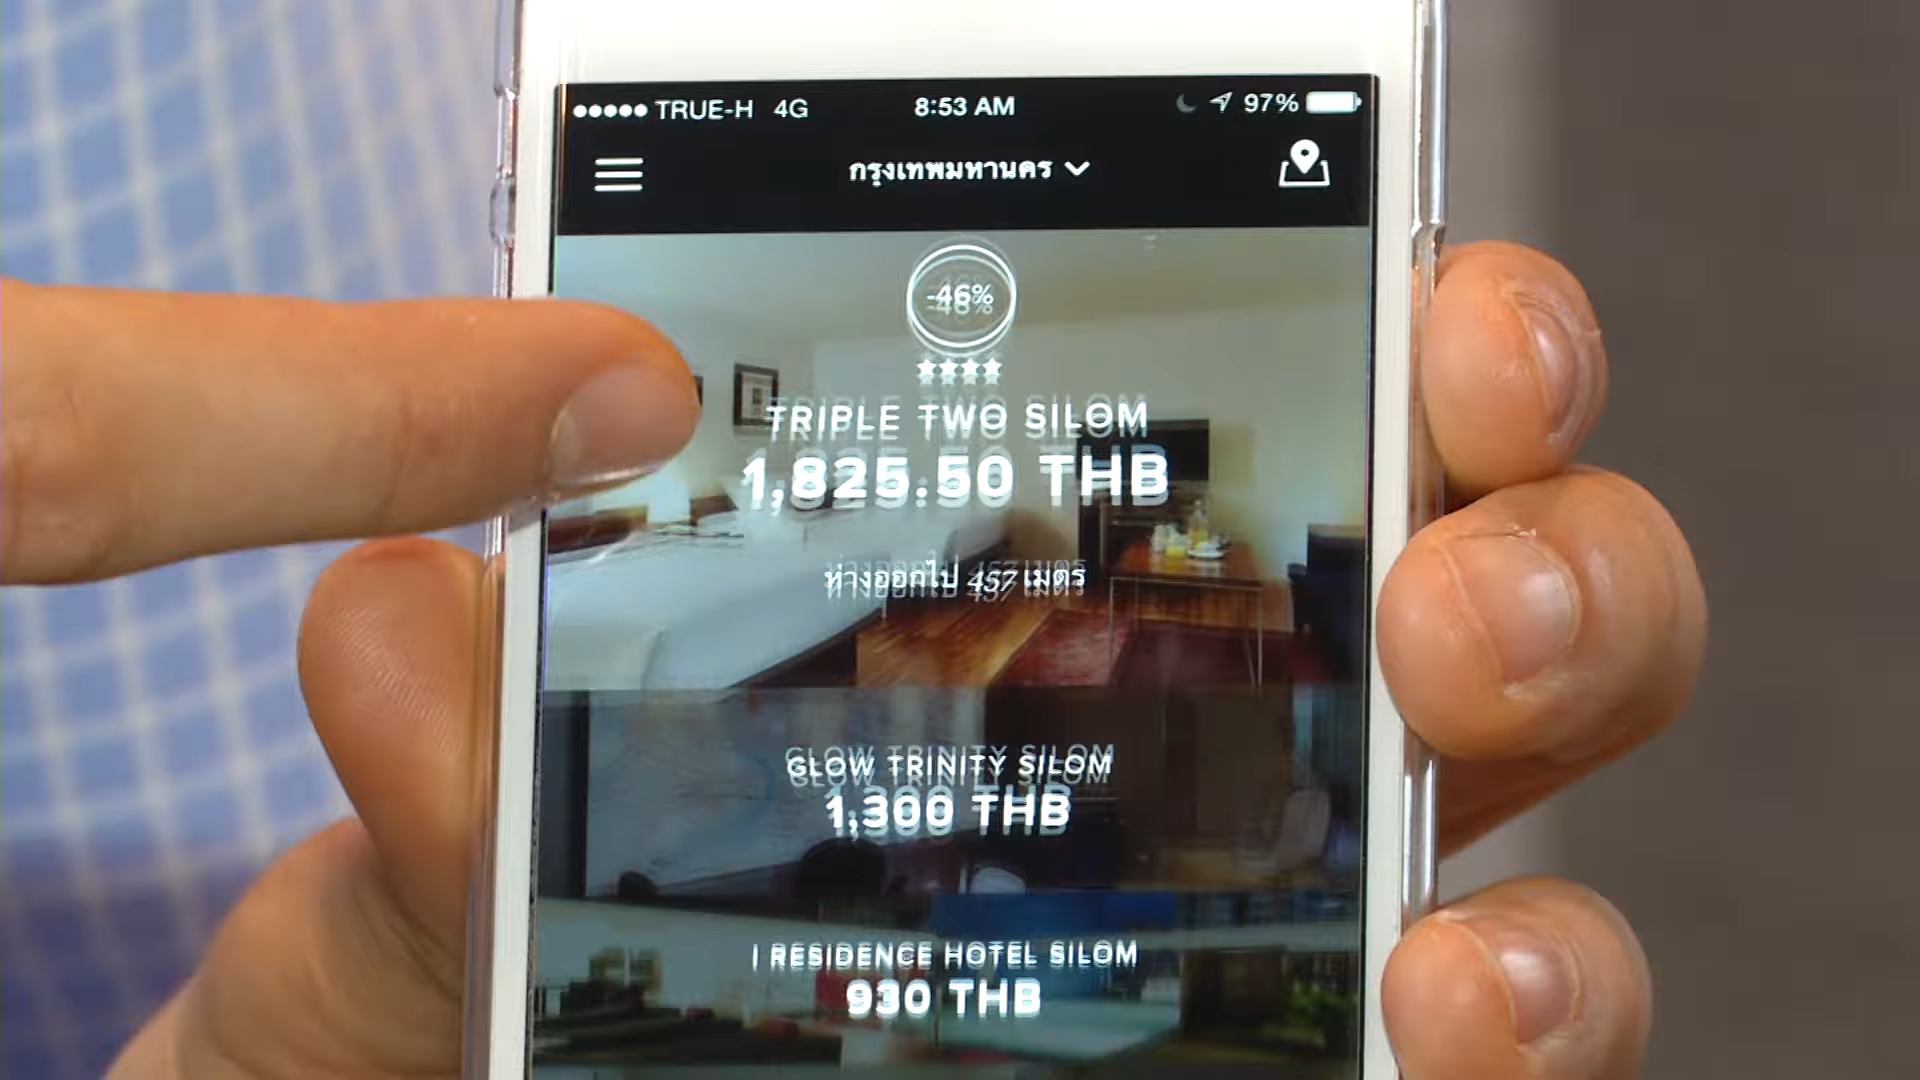 TRUE-H 4G 8:53 AM 97%
กรุงเทพมหานคร
-46%
TRIPLE TWO SILOM
1,825.50 THB
ห่างออกไป 457 เมตร
GLOW TRINITY SILOM
1,300 THB
I RESIDENCE HOTEL SILOM
930 THB